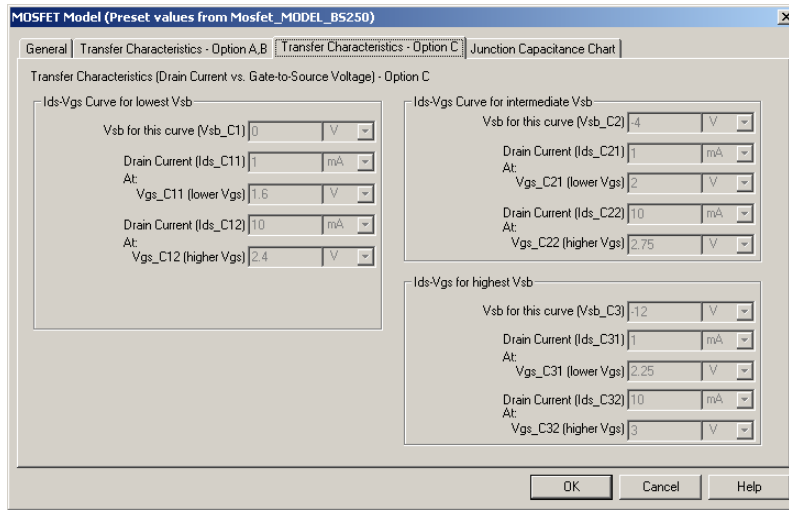 MOSFET Model (Preset values from Mosfet_MODEL_BS250)
General Transfer Characteristics - Option A,B Transfer Characteristics - Option C Junction Capacitance Chart
Transfer Characteristics (Drain Current vs. Gate-to-Source Voltage) - Option C
Ids-Vgs Curve for lowest Vsb
Vsb for this curve (Vsb_C1) 0 V
Drain Current (Ids_C11) 1 mA
At:
Vgs_C11 (lower Vgs) 1.6 V
Drain Current (Ids_C12) 10 mA
At:
Vgs_C12 (higher Vgs) 2.4 V
Ids-Vgs Curve for intermediate Vsb
Vsb for this curve (Vsb_C2) -4 V
Drain Current (Ids_C21) 1 mA
At:
Vgs_C21 (lower Vgs) 2 V
Drain Current (Ids_C22) 10 mA
At:
Vgs_C22 (higher Vgs) 2.75 V
Ids-Vgs for highest Vsb
Vsb for this curve (Vsb_C3) -12 V
Drain Current (Ids_C31) 1 mA
At:
Vgs_C31 (lower Vgs) 2.25 V
Drain Current (Ids_C32) 10 mA
At:
Vgs_C32 (higher Vgs) 3 V
OK Cancel Help